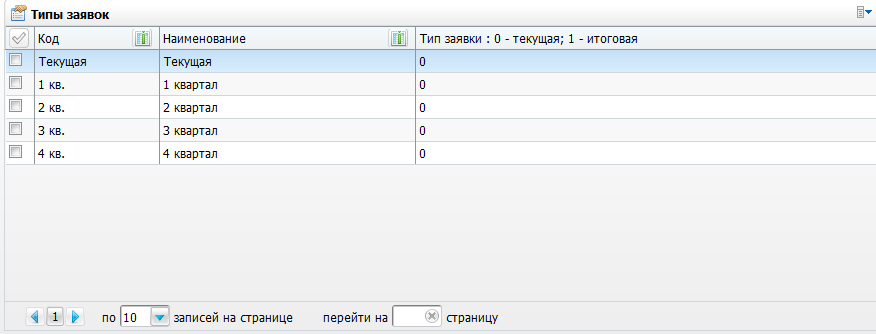 Типы заявок
Код Наименование Тип заявки : 0 - текущая; 1 - итоговая
Текущая Текущая 0
1 кв. 1 квартал 0
2 кв. 2 квартал 0
3 кв. 3 квартал 0
4 кв. 4 квартал 0
1 по 10 записей на странице перейти на страницу